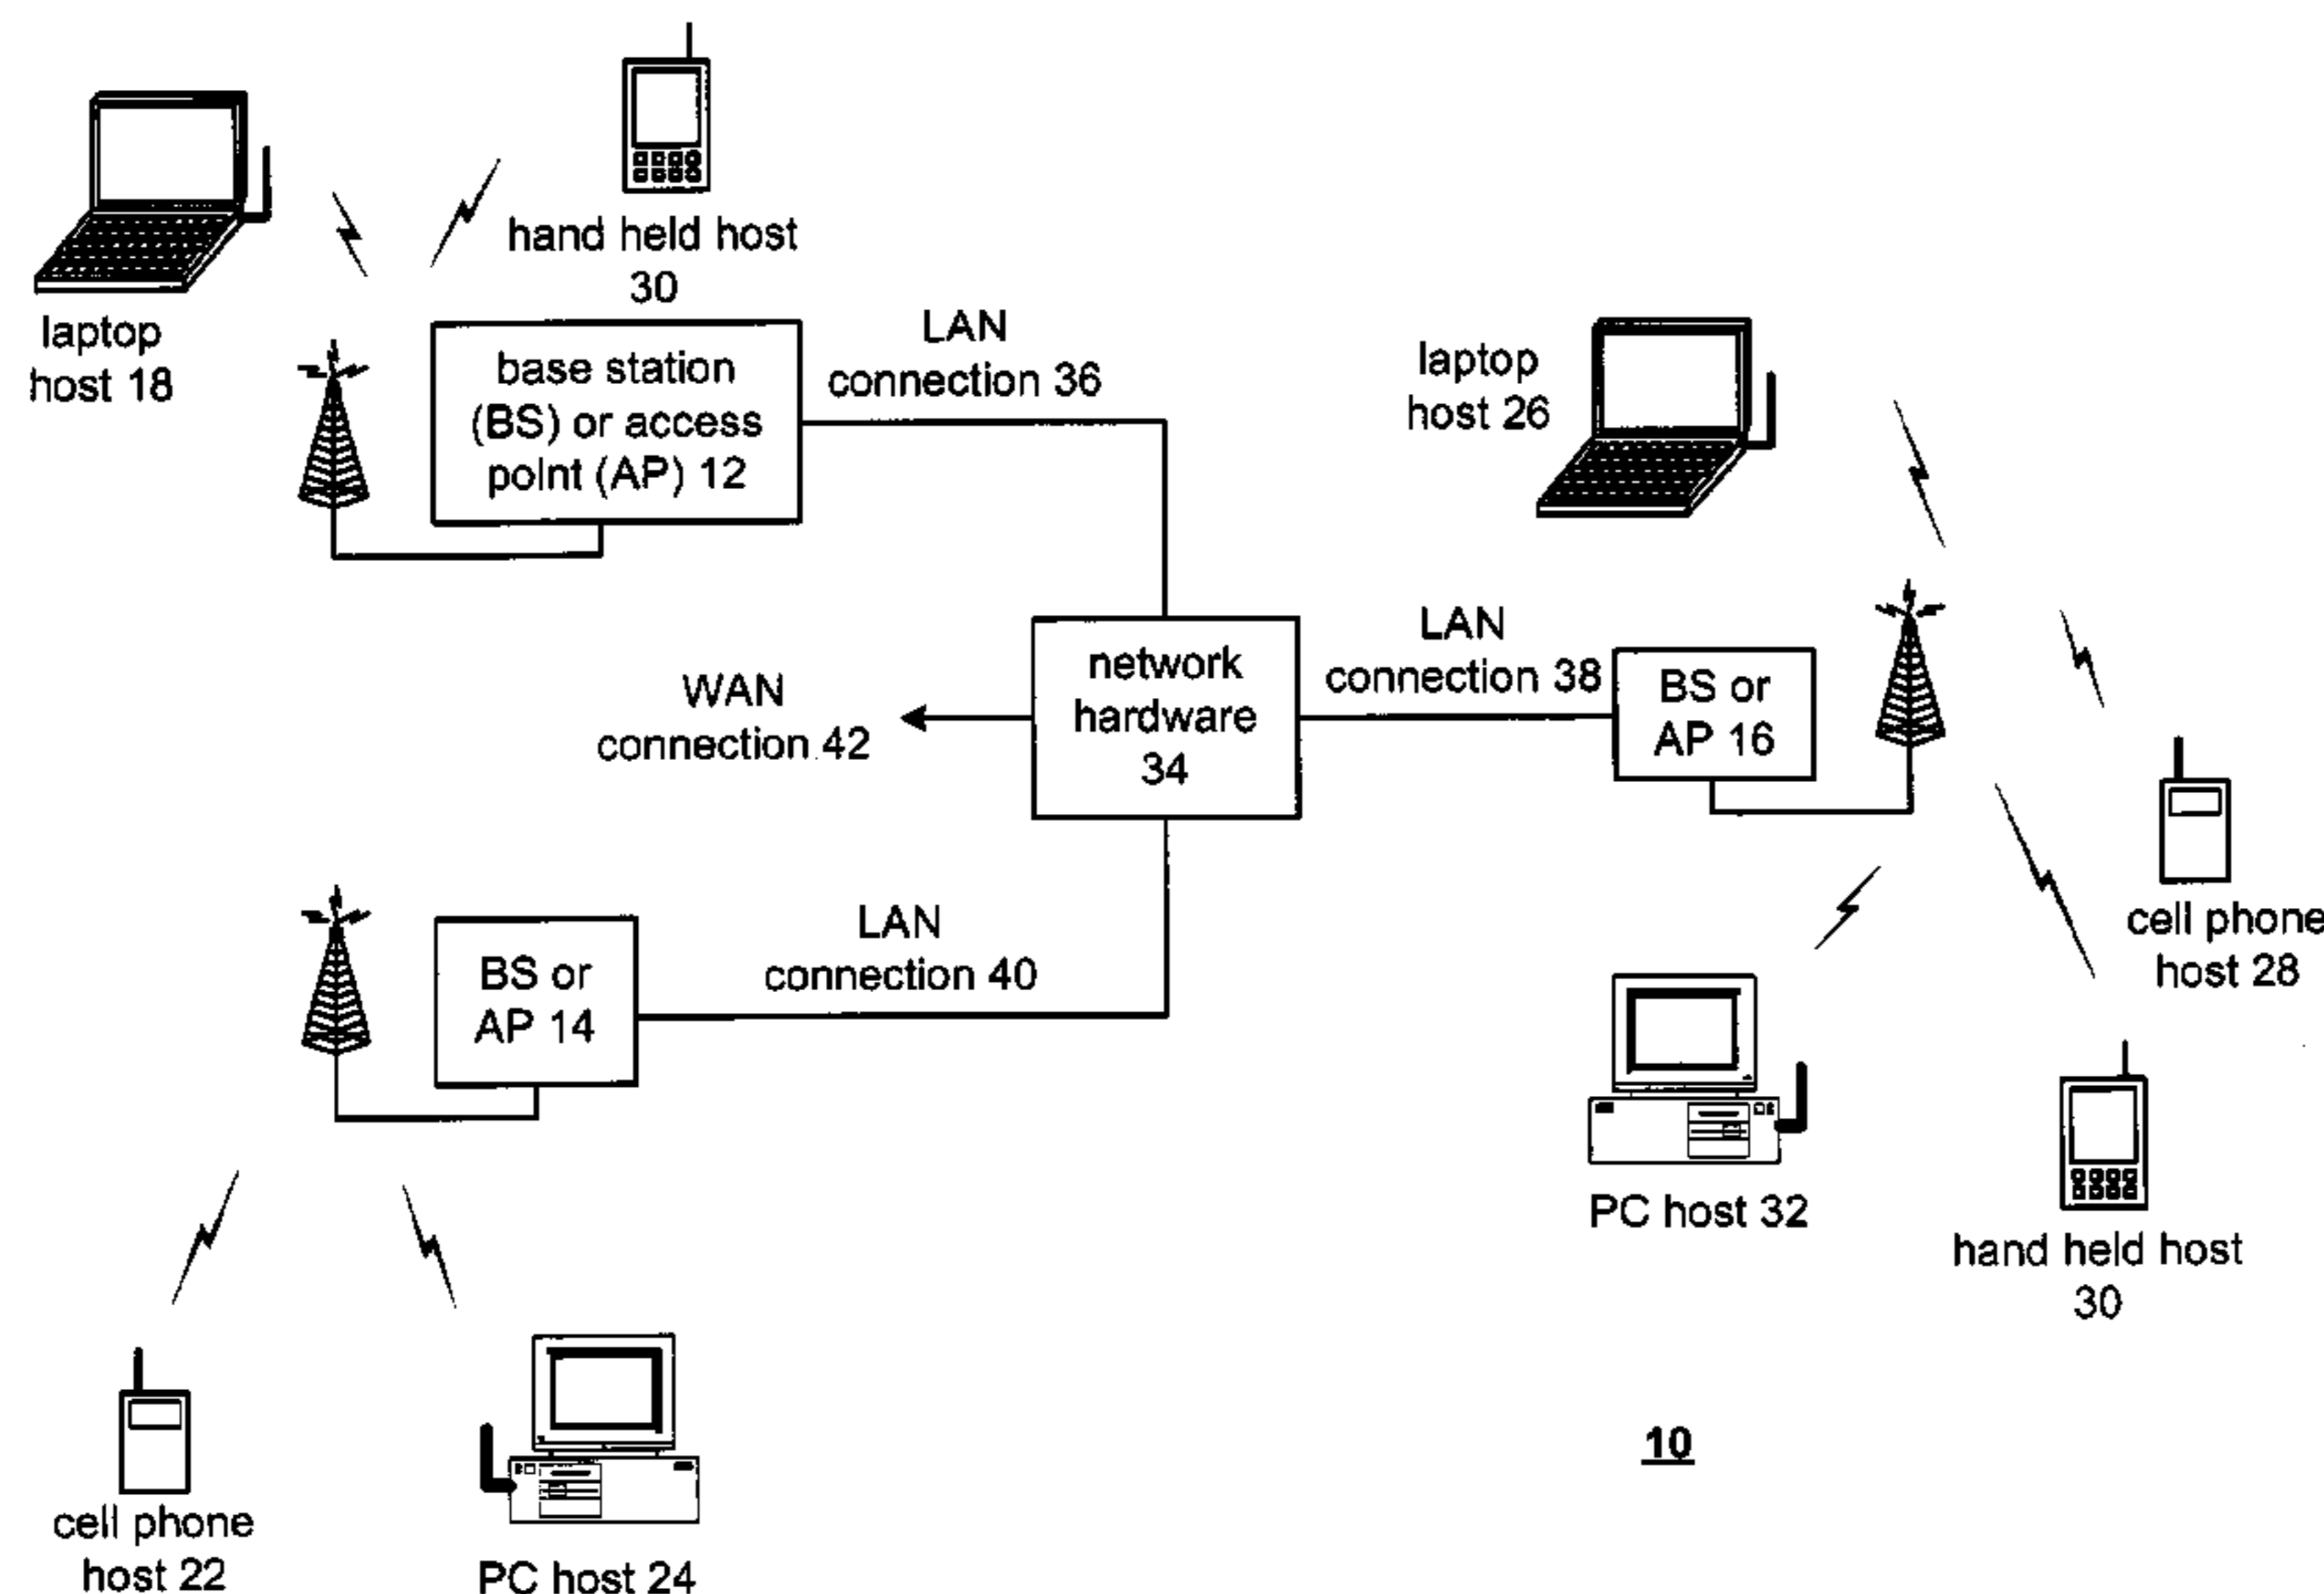 hand held host
30
laptop
host 18
base station
(BS) or access
point (AP) 12
LAN
connection 36
laptop
host 26
network
hardware
34
LAN
connection 38
BS or
AP 16
WAN
connection 42
cell phone
host 28
BS or
AP 14
LAN
connection 40
PC host 32
hand held host
30
cell phone
host 22
PC host 24
10